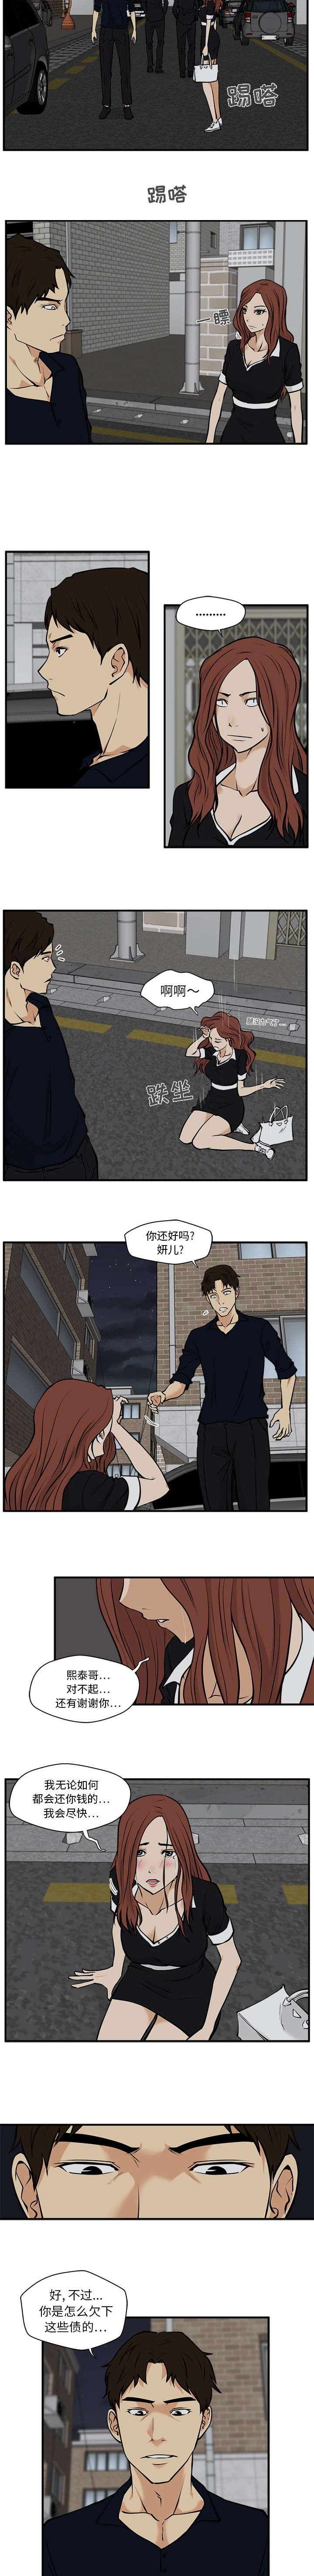 踢嗒
踢嗒
一瞟
·········
啊啊～
跌坐
你还好吗?
妍儿?
熙泰哥...
对不起...
还有谢谢你...
我无论如何
都会还你钱的...
我会尽快...
好, 不过...
你是怎么欠下
这些债的...